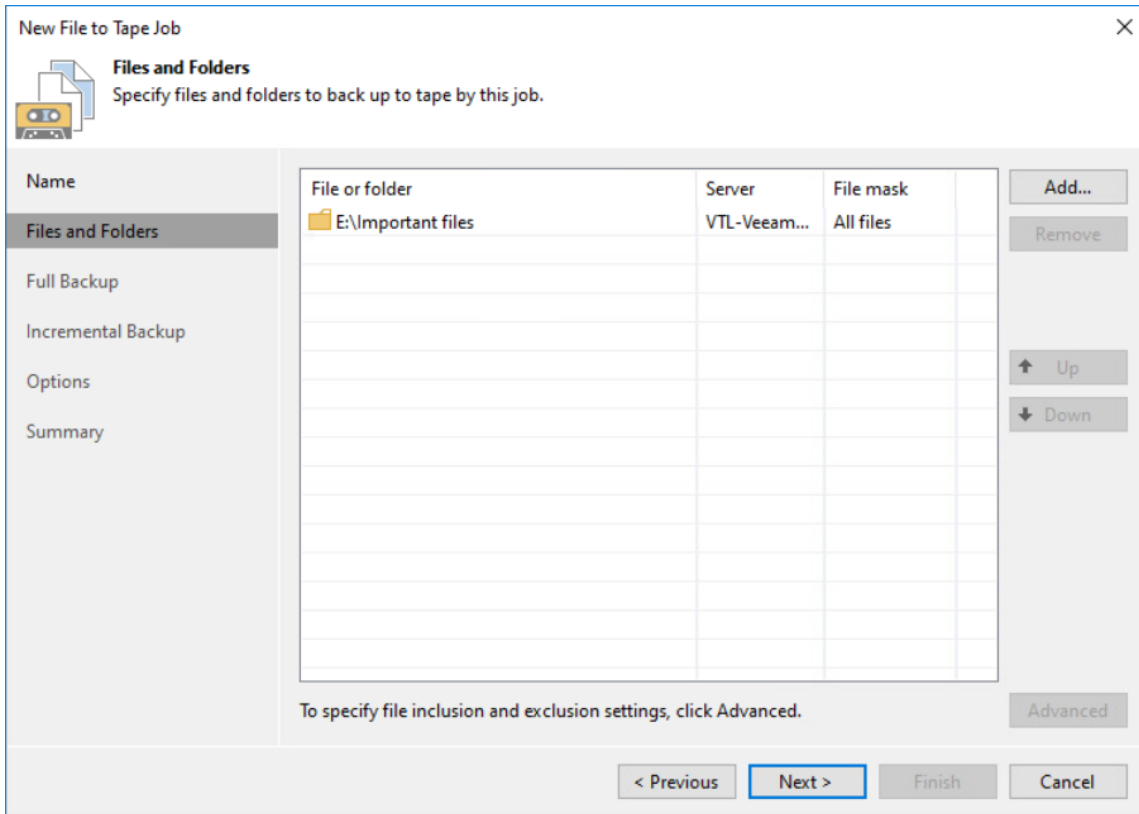 New File to Tape Job
Files and Folders
Specify files and folders to back up to tape by this job.
Name
Files and Folders
Full Backup
Incremental Backup
Options
Summary
File or folder Server File mask
E:\Important files VTL-Veeam... All files
Add...
Remove
Up
Down
To specify file inclusion and exclusion settings, click Advanced.
Advanced
< Previous Next > Finish Cancel